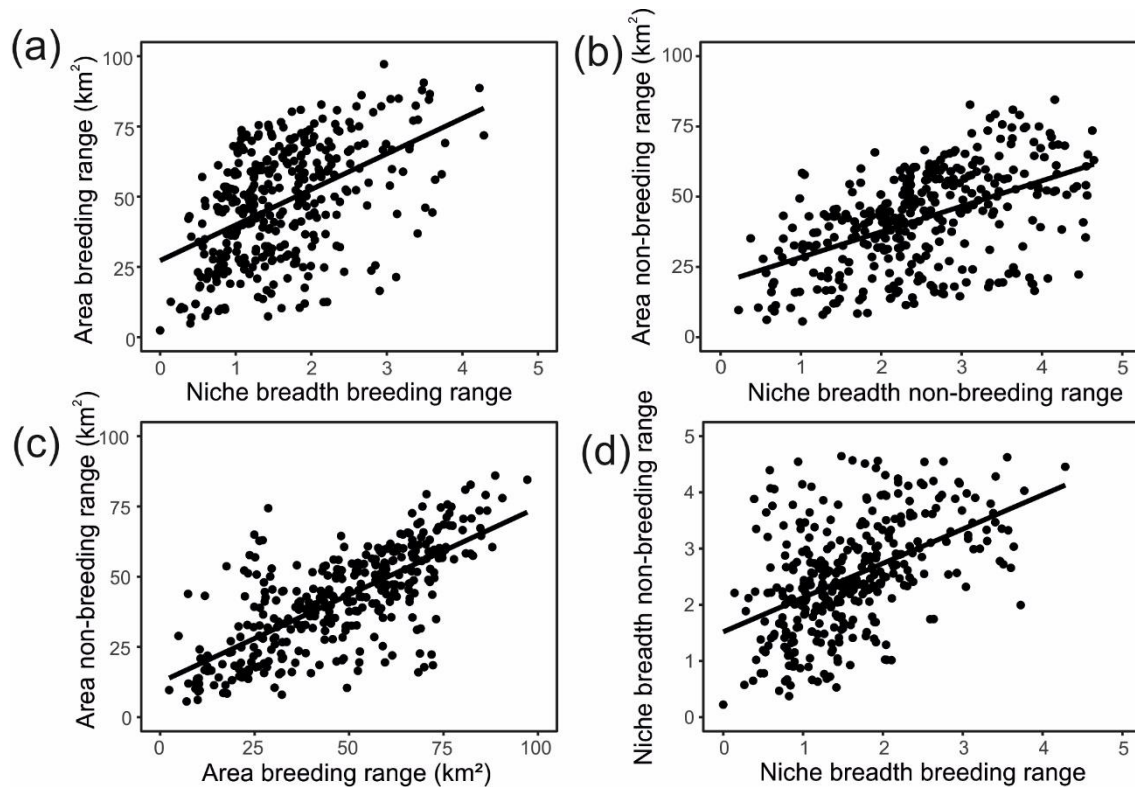 (a)
Area breeding range (km²)
100
75
50
25
0
0 1 2 3 4 5
Niche breadth breeding range
(b)
Area non-breeding range (km²)
100
75
50
25
0
0 1 2 3 4 5
Niche breadth non-breeding range
(c)
Area non-breeding range (km²)
100
75
50
25
0
0 25 50 75 100
Area breeding range (km²)
(d)
Niche breadth non-breeding range
5
4
3
2
1
0
0 1 2 3 4 5
Niche breadth breeding range